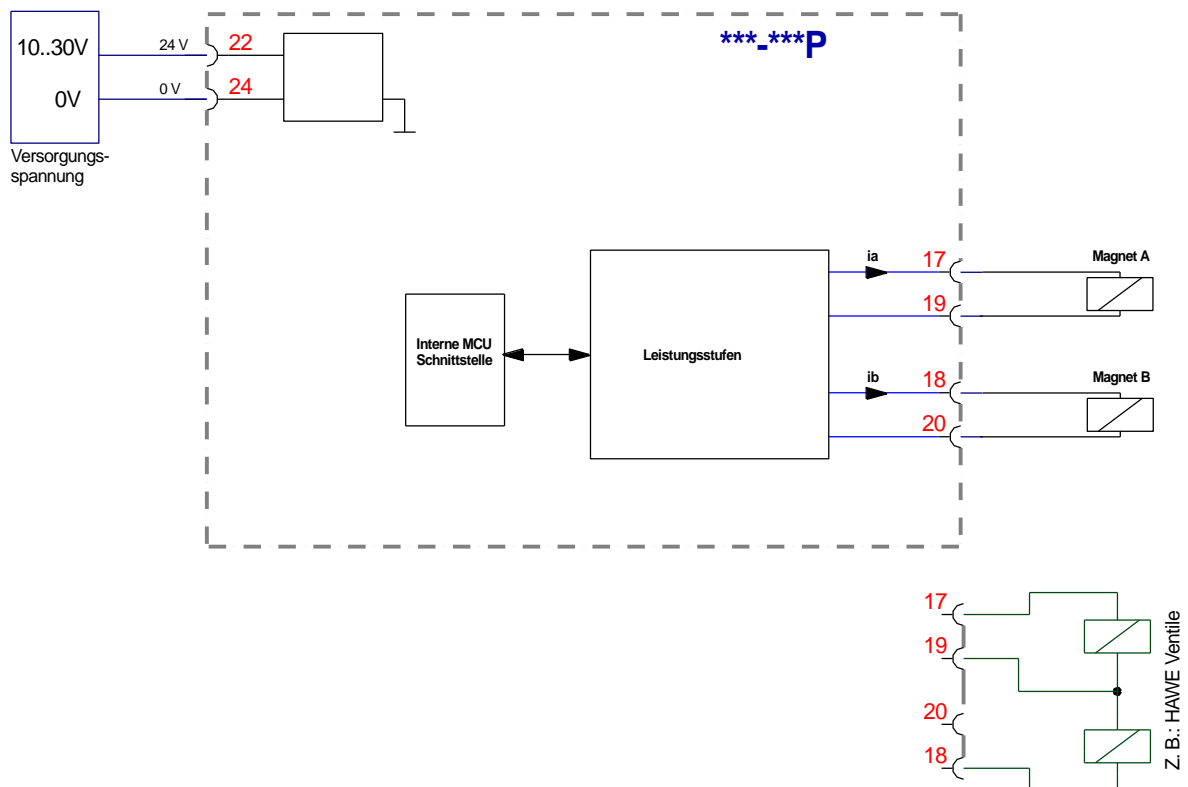 ***-***P
10..30V
24 V
22
0V
0 V
24
Versorgungs-
spannung
ia
17
Magnet A
19
Interne MCU
Schnittstelle
Leistungsstufen
ib
18
Magnet B
20
17
19
20
18
Z. B.: HAWE Ventile